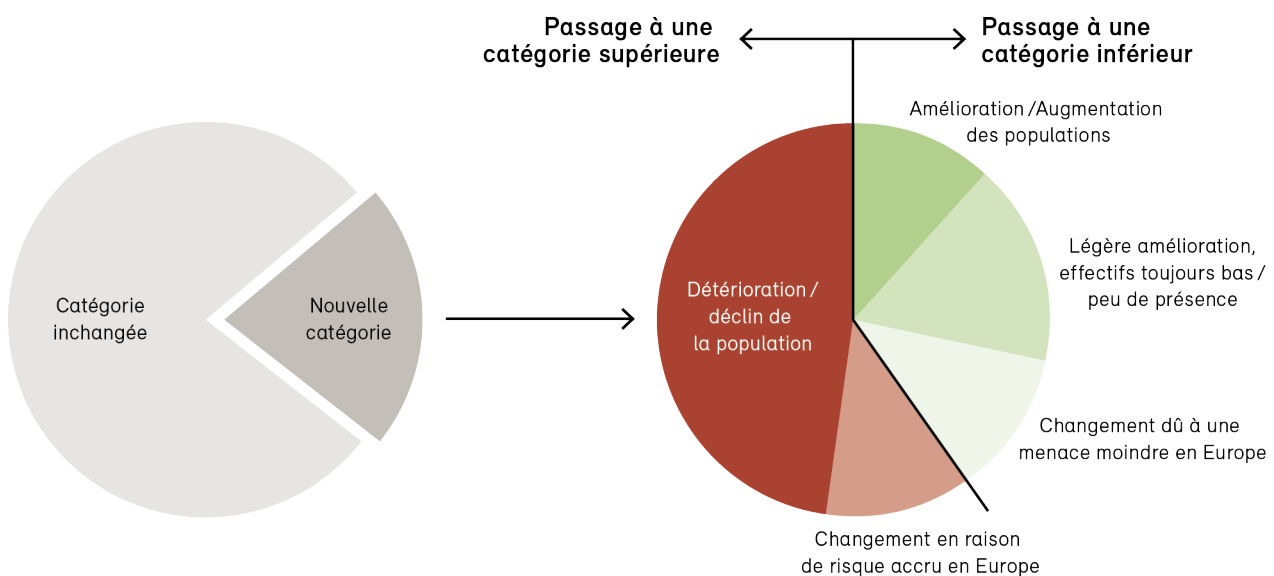 Passage à une
catégorie supérieure
Passage à une
catégorie inférieur
Amélioration/Augmentation
des populations
Légère amélioration,
effectifs toujours bas/
peu de présence
Catégorie
inchangée
Nouvelle
catégorie
Détérioration/
déclin de
la population
Changement dû à une
menace moindre en Europe
Changement en raison
de risque accru en Europe